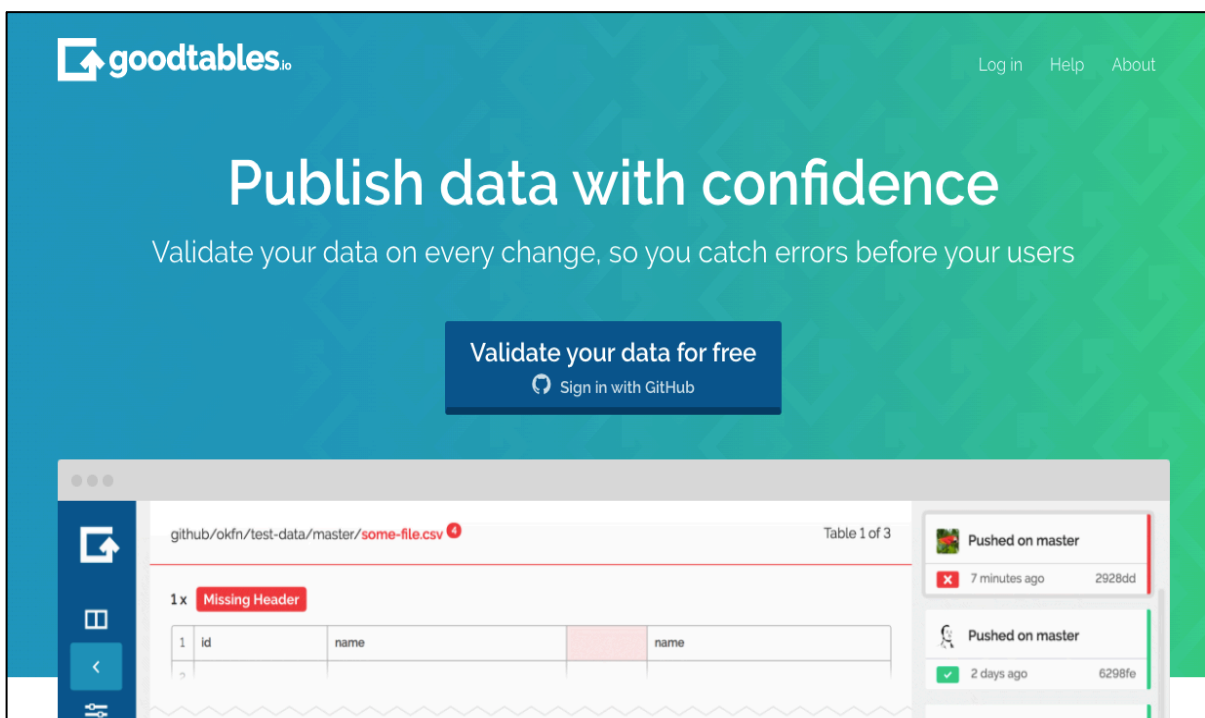 goodtables.io
Log in Help About
Publish data with confidence
Validate your data on every change, so you catch errors before your users
Validate your data for free
Sign in with GitHub
github/okfn/test-data/master/some-file.csv 4
Table 1 of 3
1 x Missing Header
1 id name name
2
Pushed on master
7 minutes ago 2928dd
Pushed on master
2 days ago 6298fe